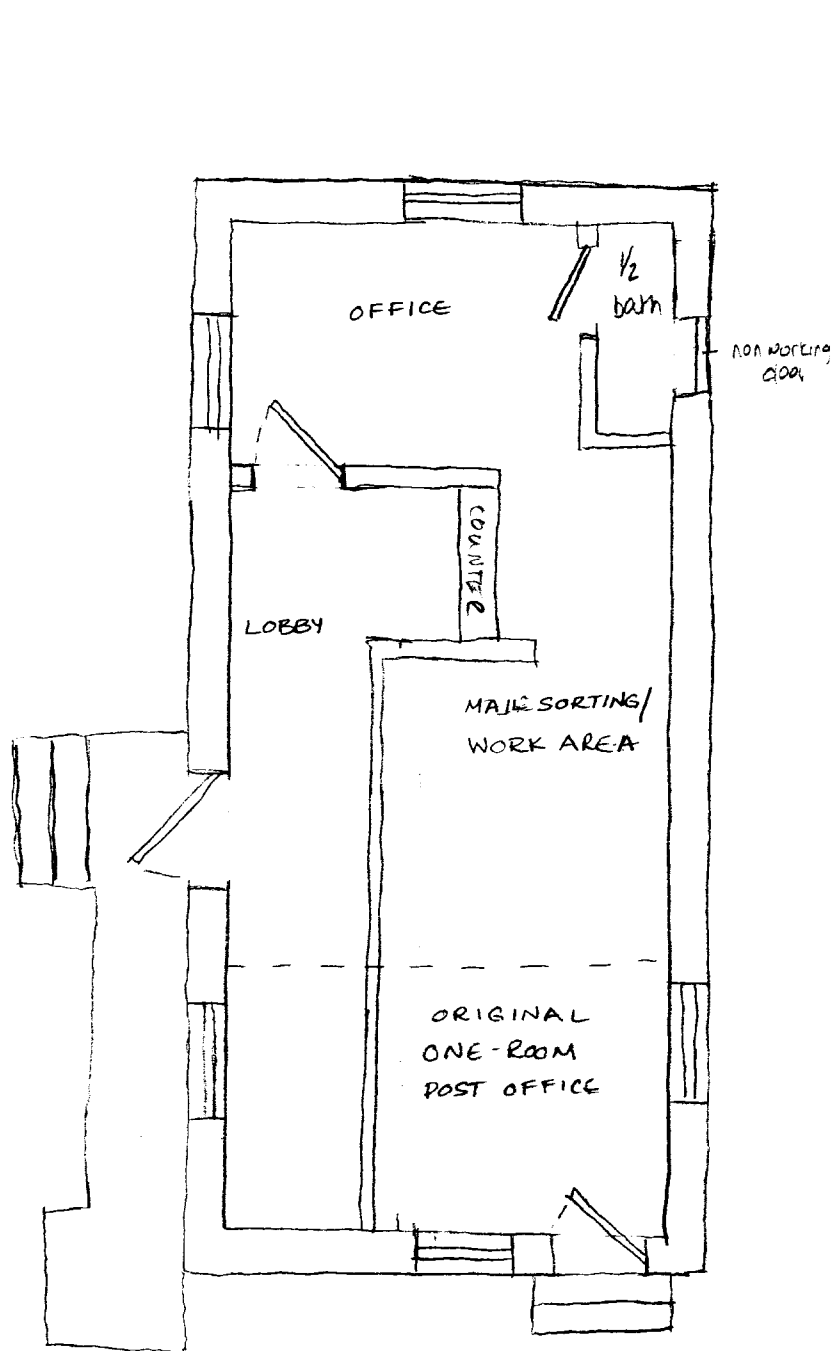 1/2
bath
OFFICE
non working
door
COUNTER
LOBBY
MAIL SORTING/
WORK AREA
ORIGINAL
ONE-ROOM
POST OFFICE